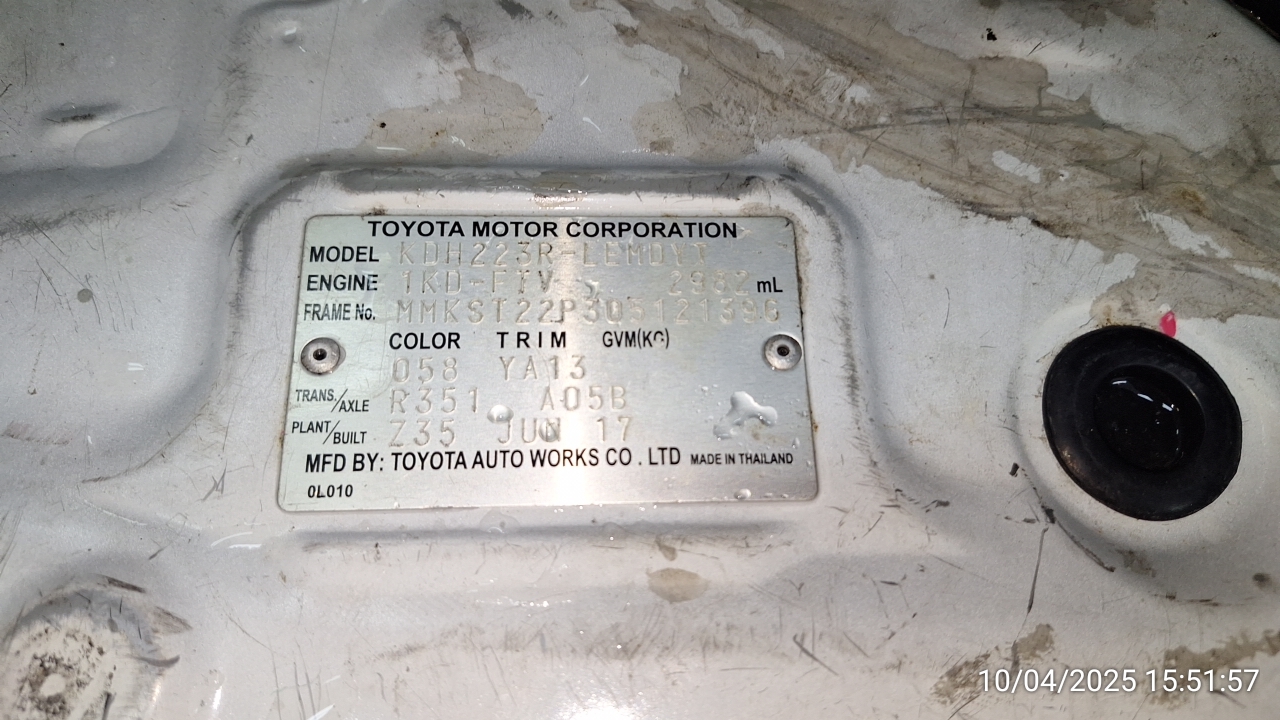 TOYOTA MOTOR CORPORATION
MODEL KDH223R-LEMDYT
ENGINE 1KD-FTV 2982 mL
FRAME No. MMKST22P305121396
COLOR TRIM GVM(KG)
058 YA13
TRANS./AXLE R351 A05B
PLANT/BUILT Z35 JUN 17
MFD BY: TOYOTA AUTO WORKS CO . LTD MADE IN THAILAND
0L010
10/04/2025 15:51:57